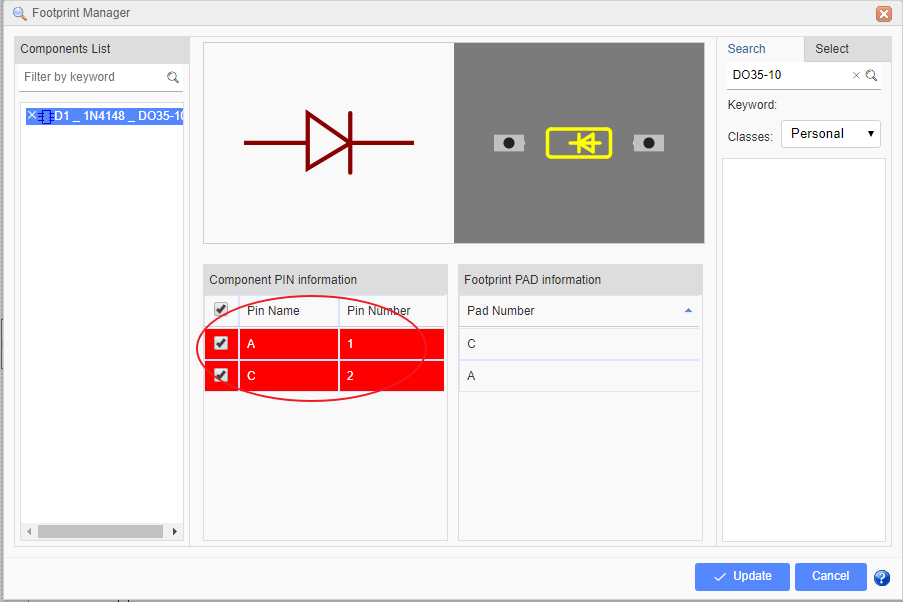 Footprint Manager
Components List
Filter by keyword
D1 _ 1N4148 _ DO35-10
Component PIN information
Pin Name Pin Number
A 1
C 2
Footprint PAD information
Pad Number
C
A
Search Select
DO35-10
Keyword:
Classes: Personal
Update Cancel ?